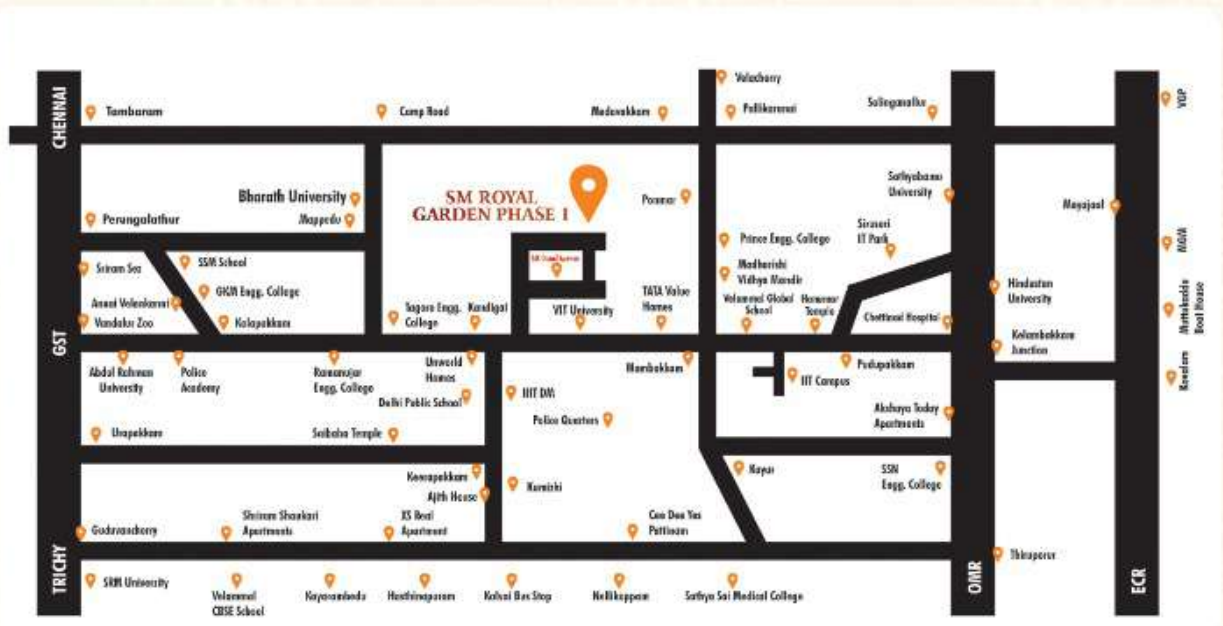 CHENNAI
GST
TRICHY
Tambaram
Camp Road
Medavakkam
Velachery
Pallikaranai
Solinganallur
VGP
Bharath University
Mappedu
Perungalathur
SM ROYAL
GARDEN PHASE I
Ponmar
Sathyabama
University
Mayajaal
MGM
Sriram Sea
SSM School
GKM Engg. College
Annai Velankanni
Vandalur Zoo
Kolapakkam
Tagore Engg.
College
Kandigai
VIT University
TATA Value
Homes
Prince Engg. College
Madharishi
Vidhya Mandir
Velammal Global
School
Hanuman
Temple
Siruseri
IT Park
Chettinad Hospital
Hindustan
University
Kelambakkam
Junction
Muttukadu
Boat House
Kovalam
Abdul Rahman
University
Police
Academy
Ramanujar
Engg. College
Unworld
Homes
Delhi Public School
IIIT DM
Police Quarters
Mambakkam
IIT Campus
Pudupakkam
Akshaya Today
Apartments
Urapakkam
Saibaba Temple
Keerapakkam
Ajith House
Kumizhi
Kayar
SSN
Engg. College
Guduvanchery
Shriram Shankari
Apartments
XS Real
Apartment
Cee Dee Yes
Pattinam
Thiruporur
SRM University
Velammal
CBSE School
Kayarambedu
Hasthinapuram
Kalvai Bus Stop
Nellikuppam
Sathya Sai Medical College
OMR
ECR